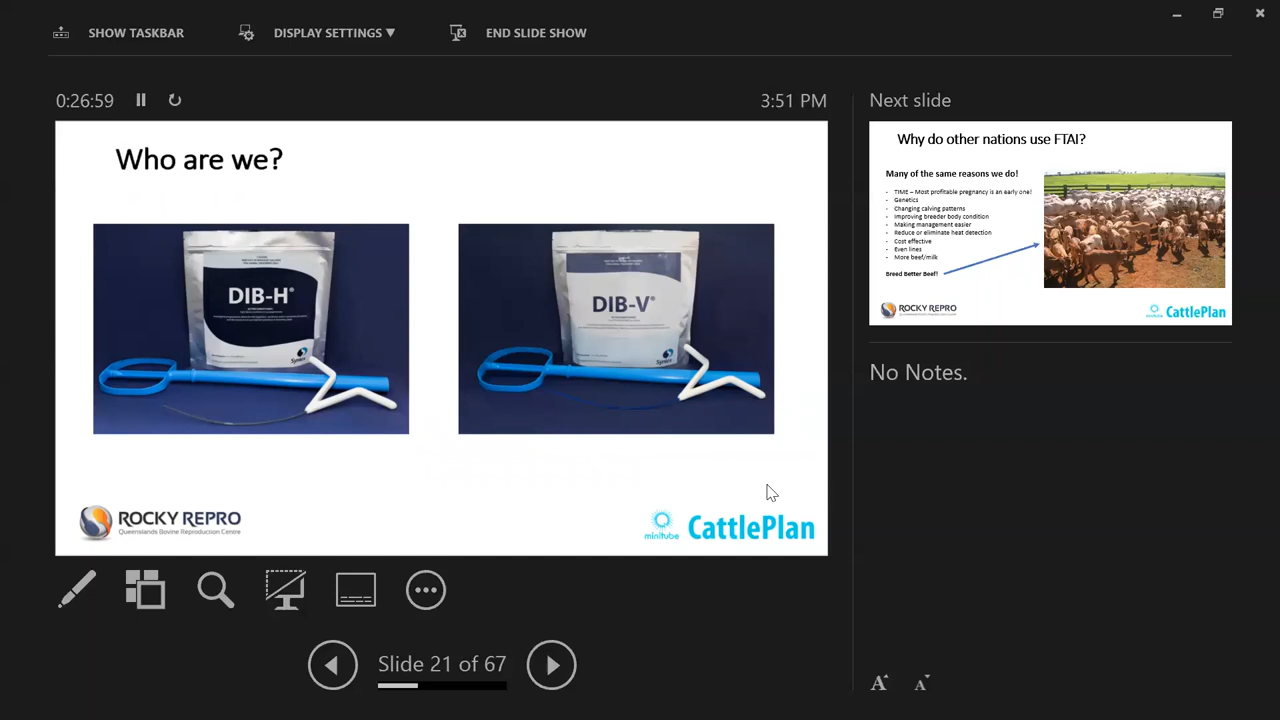 SHOW TASKBAR
DISPLAY SETTINGS ▼
END SLIDE SHOW
0:26:59
3:51 PM
Next slide
Who are we?
DIB-H®
Synex
DIB-V®
ROCKY REPRO
Queenslands Bovine Reproduction Centre
minitube
CattlePlan
Why do other nations use FTAI?
Many of the same reasons we do!
- TIME – Most profitable pregnancy is an early one!
- Genetics
- Changing calving patterns
- Improving breeder body condition
- Making management easier
- Reduce or eliminate heat detection
- Cost effective
- Even lines
- More beef/milk
Breed Better Beef!
ROCKY REPRO
CattlePlan
No Notes.
Slide 21 of 67
A A